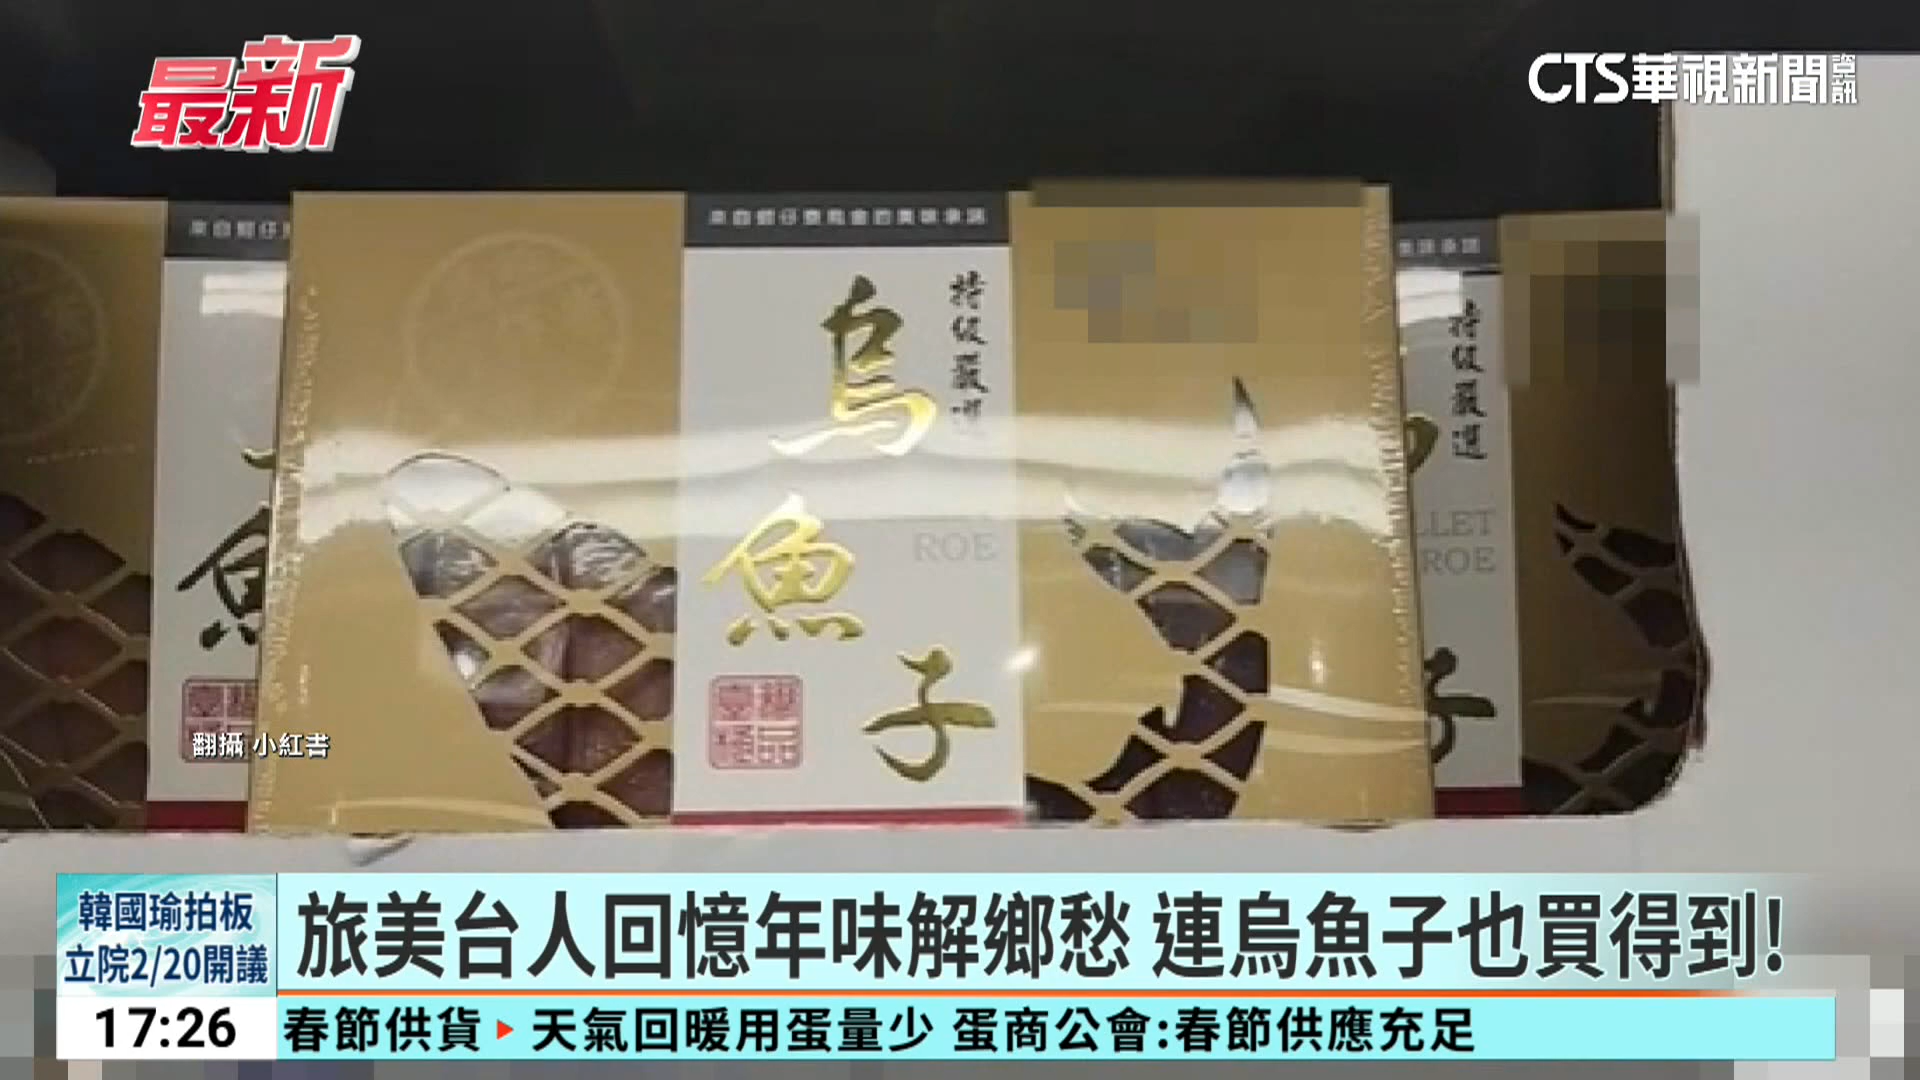 最新
CTS華視新聞資訊
特級嚴選
烏魚子
ROE
特級嚴選
LLET
ROE
魚
子
翻攝 小紅書
韓國瑜拍板
立院2/20開議
旅美台人回憶年味解鄉愁 連烏魚子也買得到!
17:26
春節供貨▶天氣回暖用蛋量少 蛋商公會:春節供應充足